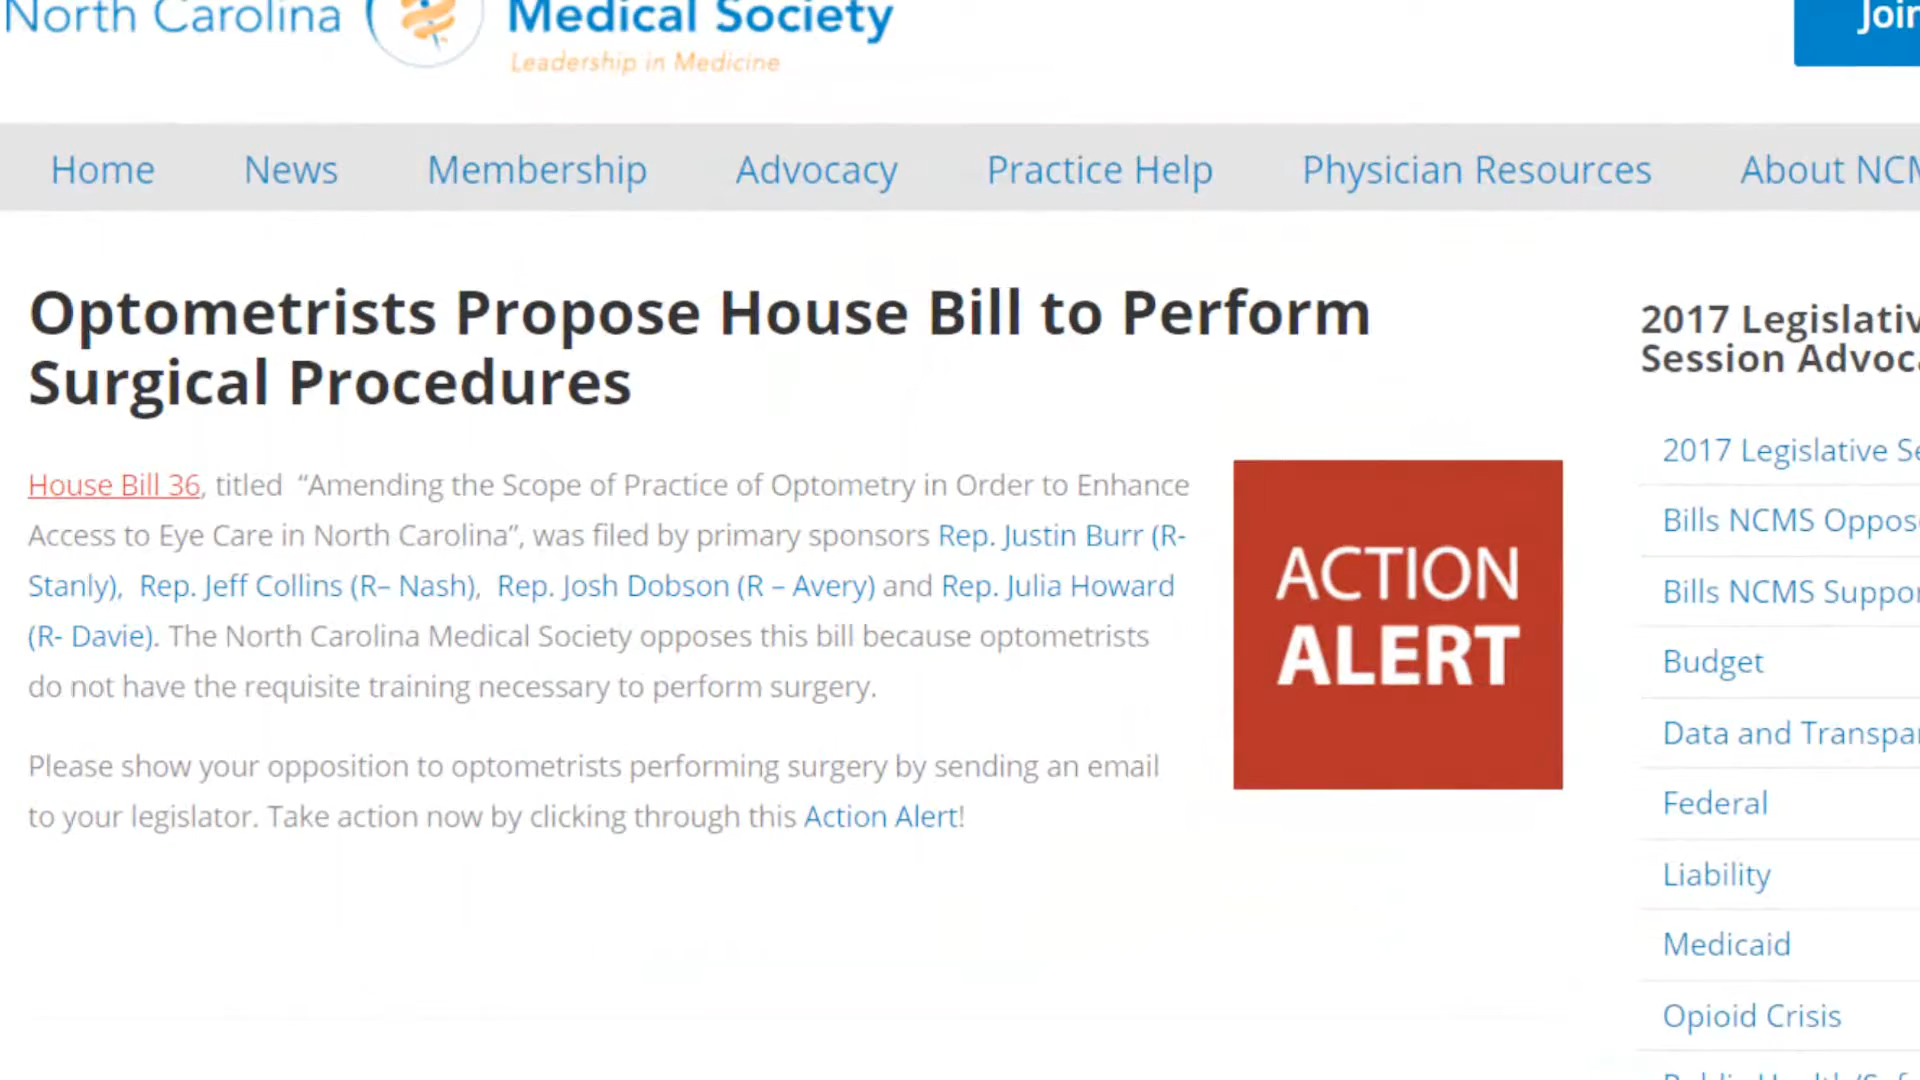 North Carolina Medical Society
Leadership in Medicine
Join
Home News Membership Advocacy Practice Help Physician Resources About NCM
Optometrists Propose House Bill to Perform
Surgical Procedures
House Bill 36, titled “Amending the Scope of Practice of Optometry in Order to Enhance
Access to Eye Care in North Carolina”, was filed by primary sponsors Rep. Justin Burr (R-
Stanly), Rep. Jeff Collins (R– Nash), Rep. Josh Dobson (R – Avery) and Rep. Julia Howard
(R- Davie). The North Carolina Medical Society opposes this bill because optometrists
do not have the requisite training necessary to perform surgery.
Please show your opposition to optometrists performing surgery by sending an email
to your legislator. Take action now by clicking through this Action Alert!
ACTION
ALERT
2017 Legislativ
Session Advoca
2017 Legislative Se
Bills NCMS Oppos
Bills NCMS Suppor
Budget
Data and Transpar
Federal
Liability
Medicaid
Opioid Crisis